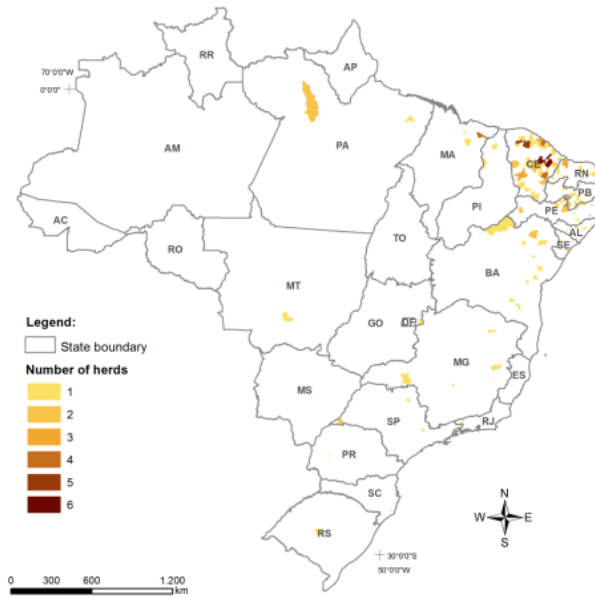 RR
AP
70°0'0"W
0°0'0"
AM
PA
MA
CE
RN
PB
PI
PE
AL
SE
AC
RO
TO
BA
MT
GO
DF
MG
ES
MS
SP
RJ
PR
SC
RS
Legend:
State boundary
Number of herds
1
2
3
4
5
6
N
W
E
S
30°0'0"S
50°0'0"W
0 300 600 1.200
km